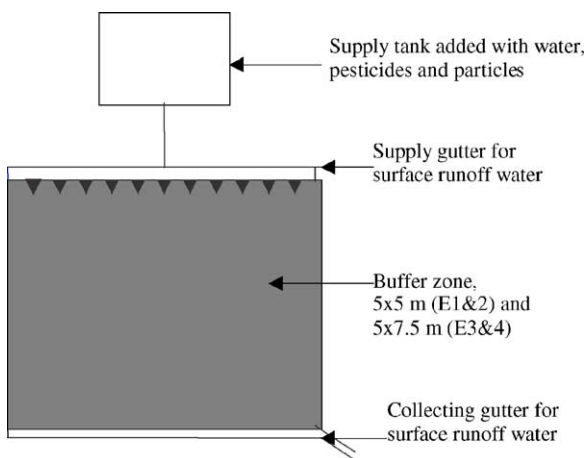 Supply tank added with water,
pesticides and particles
Supply gutter for
surface runoff water
Buffer zone,
5x5 m (E1&2) and
5x7.5 m (E3&4)
Collecting gutter for
surface runoff water